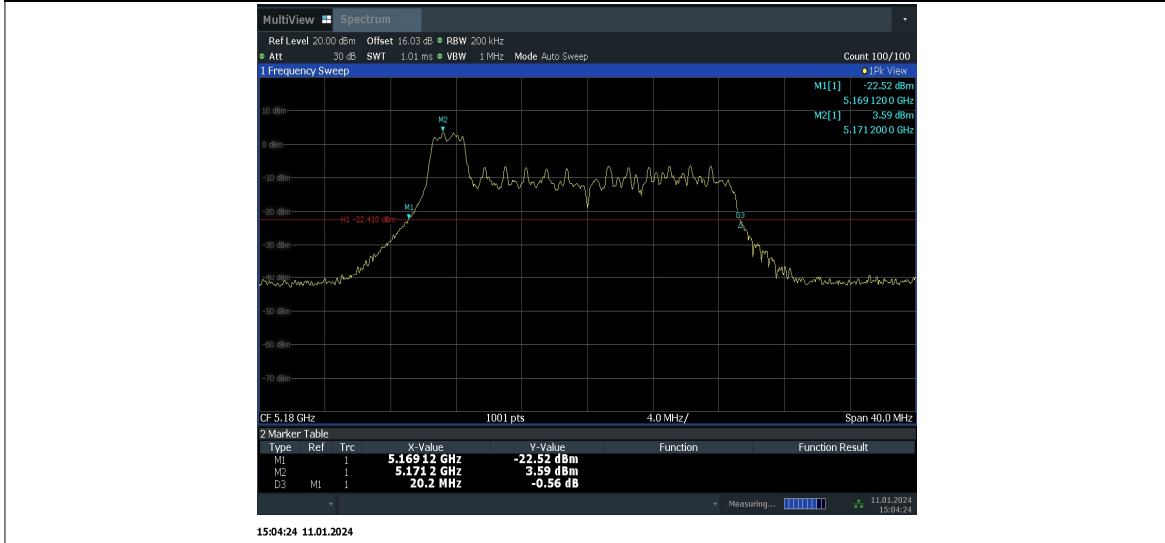 MultiView Spectrum
Ref Level 20.00 dBm Offset 16.03 dB RBW 200 kHz
Att 30 dB SWT 1.01 ms VBW 1 MHz Mode Auto Sweep Count 100/100
1 Frequency Sweep 1Pk View
M1[1] -22.52 dBm
5.169 120 0 GHz
M2[1] 3.59 dBm
5.171 200 0 GHz
10 dBm
M2
0 dBm
-10 dBm
-20 dBm
M1
H1 -22.410 dBm
D3
-30 dBm
-40 dBm
-50 dBm
-60 dBm
-70 dBm
CF 5.18 GHz 1001 pts 4.0 MHz/ Span 40.0 MHz
2 Marker Table
Type Ref Trc X-Value Y-Value Function Function Result
M1 1 5.169 12 GHz -22.52 dBm
M2 1 5.171 2 GHz 3.59 dBm
D3 M1 1 20.2 MHz -0.56 dB
Measuring... 11.01.2024
15:04:24
15:04:24 11.01.2024